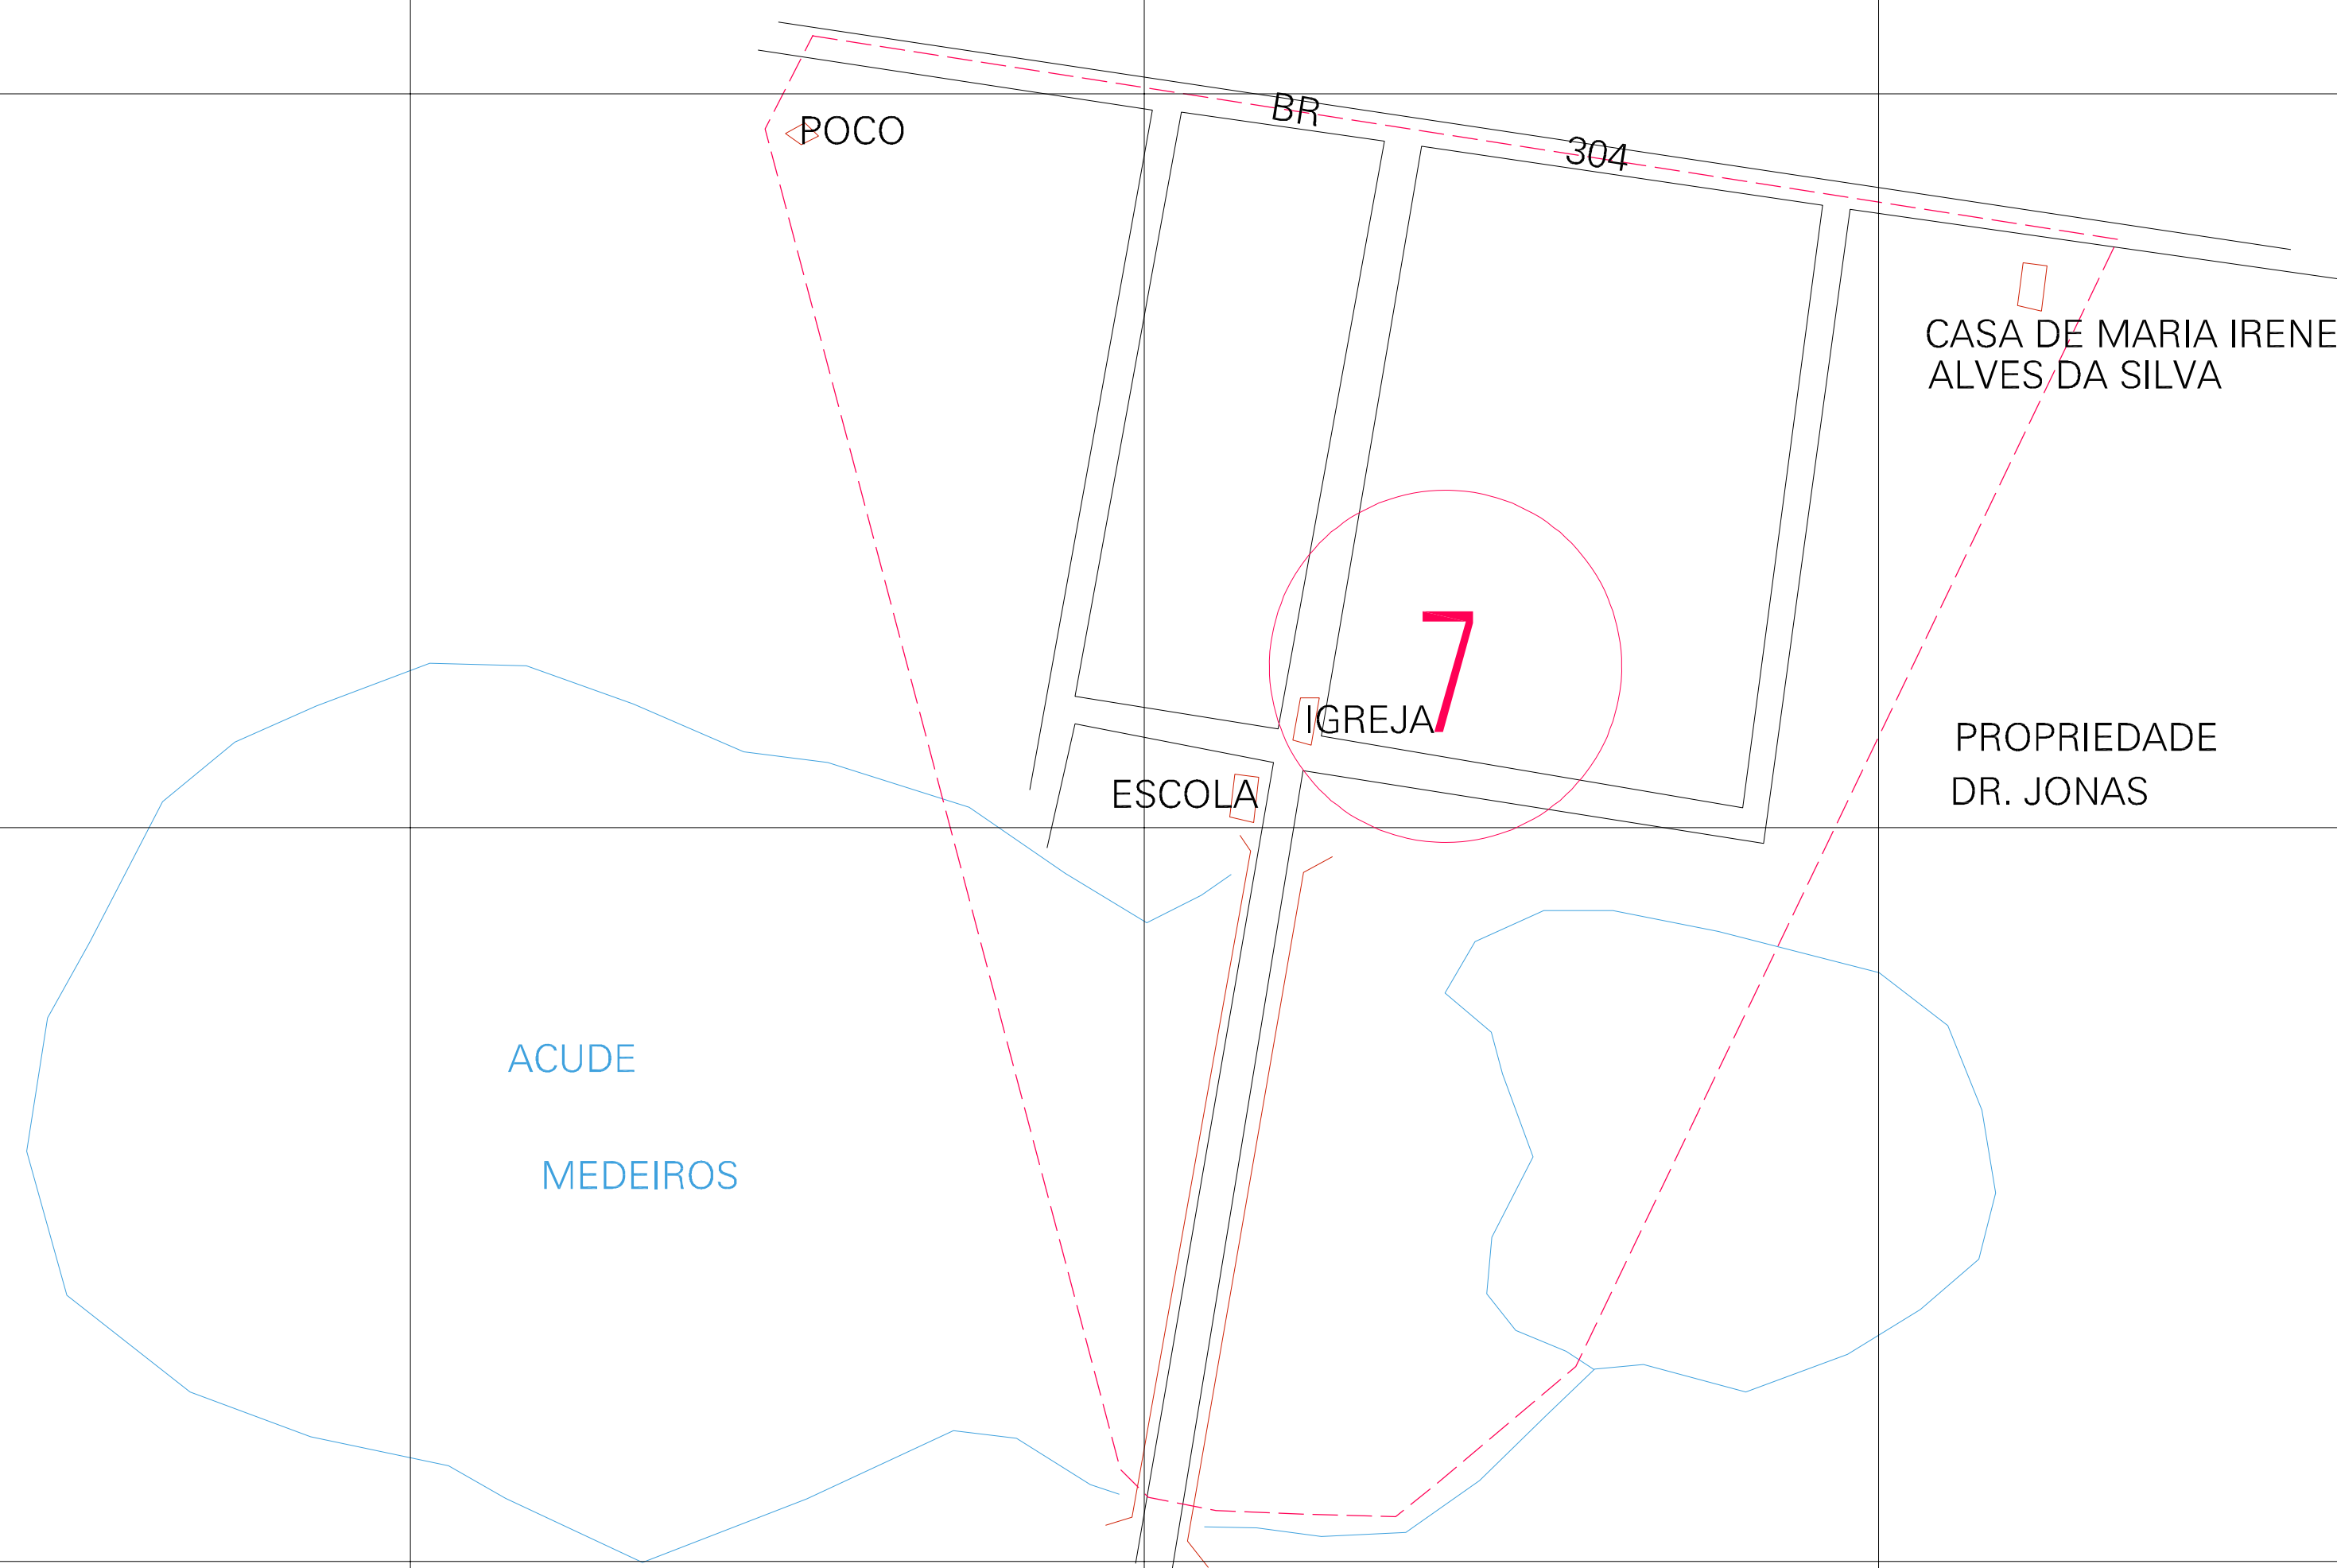 BR 304
POCO
CASA DE MARIA IRENE
ALVES DA SILVA
7
IGREJA
PROPRIEDADE
DR. JONAS
ESCOLA
ACUDE
MEDEIROS